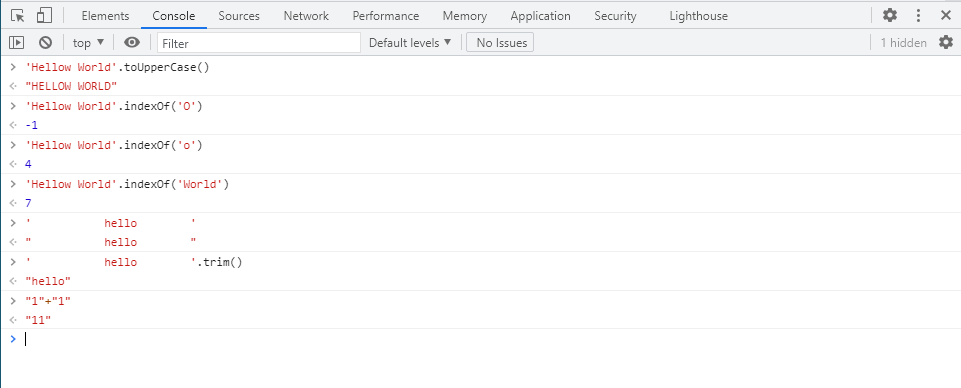 Elements Console Sources Network Performance Memory Application Security Lighthouse
top ▼ Filter Default levels ▼ No Issues 1 hidden
> 'Hellow World'.toUpperCase()
<· "HELLOW WORLD"
> 'Hellow World'.indexOf('O')
<· -1
> 'Hellow World'.indexOf('o')
<· 4
> 'Hellow World'.indexOf('World')
<· 7
> '           hello        '
<· "           hello        "
> '           hello        '.trim()
<· "hello"
> "1"+"1"
<· "11"
>